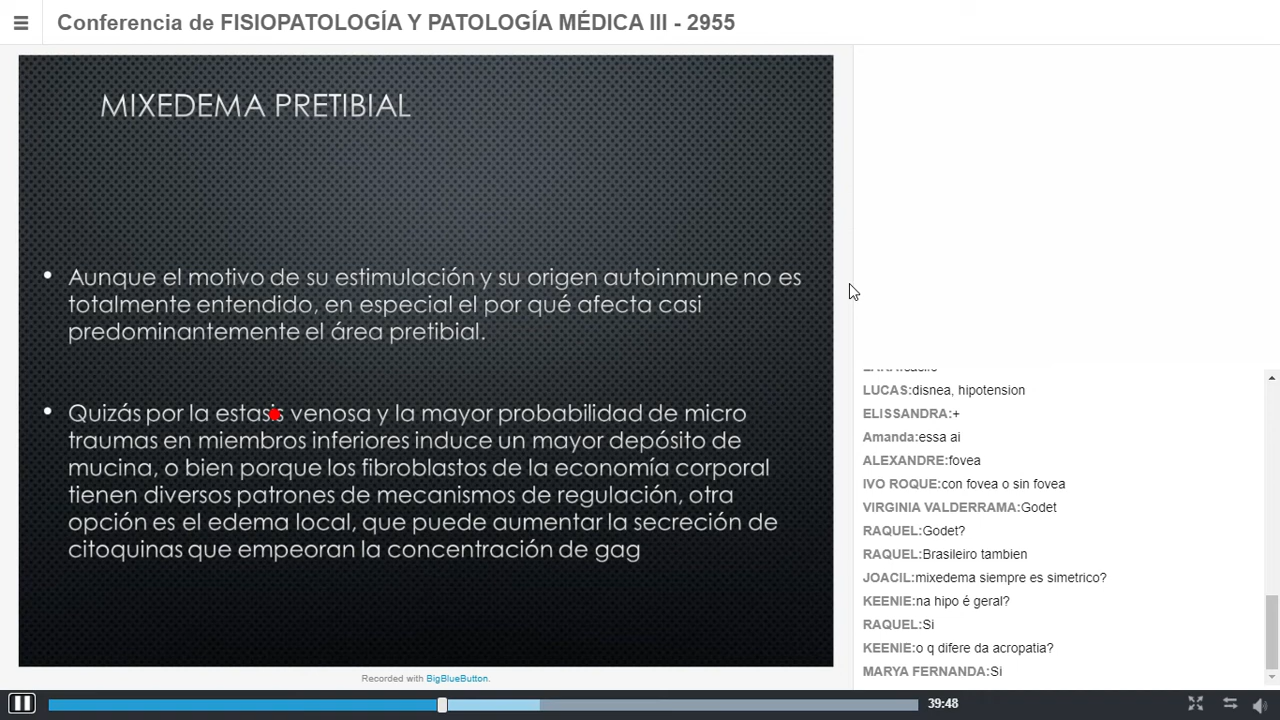 Conferencia de FISIOPATOLOGÍA Y PATOLOGÍA MÉDICA III - 2955
MIXEDEMA PRETIBIAL
• Aunque el motivo de su estimulación y su origen autoinmune no es
totalmente entendido, en especial el por qué afecta casi
predominantemente el área pretibial.
• Quizás por la estasis venosa y la mayor probabilidad de micro
traumas en miembros inferiores induce un mayor depósito de
mucina, o bien porque los fibroblastos de la economía corporal
tienen diversos patrones de mecanismos de regulación, otra
opción es el edema local, que puede aumentar la secreción de
citoquinas que empeoran la concentración de gag
Recorded with BigBlueButton.
LUCAS:disnea, hipotension
ELISSANDRA:+
Amanda:essa ai
ALEXANDRE:fovea
IVO ROQUE:con fovea o sin fovea
VIRGINIA VALDERRAMA:Godet
RAQUEL:Godet?
RAQUEL:Brasileiro tambien
JOACIL:mixedema siempre es simetrico?
KEENIE:na hipo é geral?
RAQUEL:Si
KEENIE:o q difere da acropatia?
MARYA FERNANDA:Si
39:48